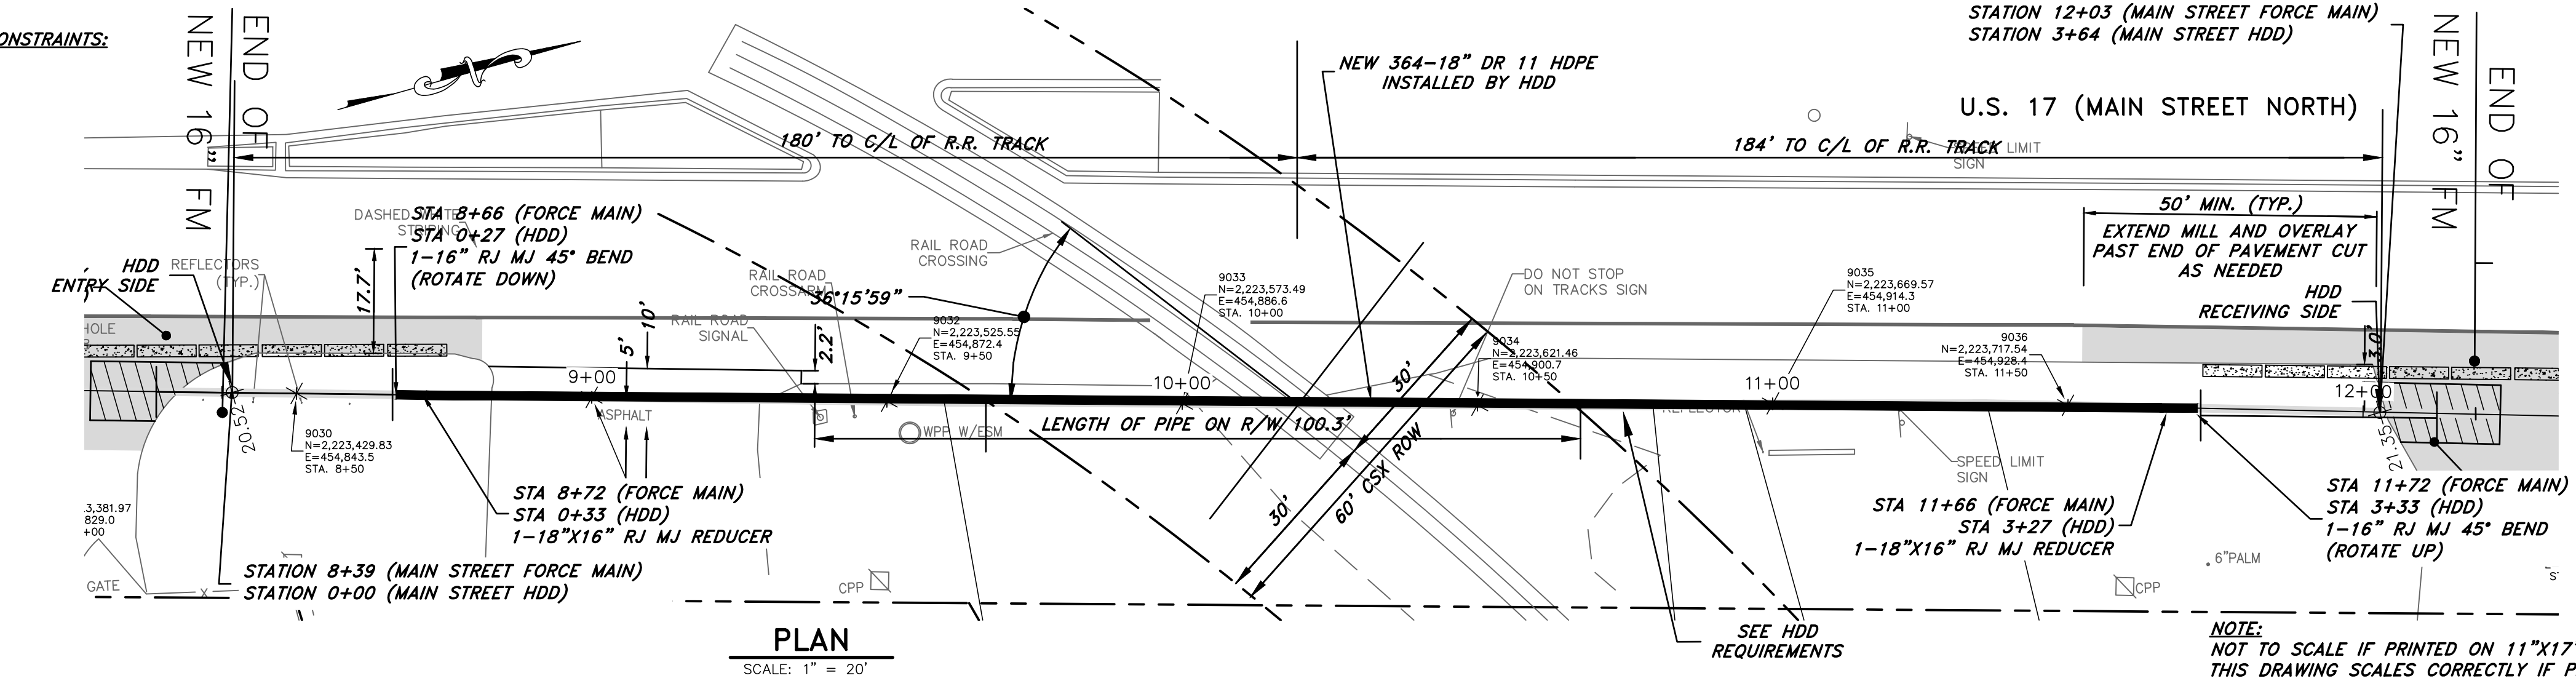 ONSTRAINTS:
END OF
NEW 16" FM
STATION 12+03 (MAIN STREET FORCE MAIN)
STATION 3+64 (MAIN STREET HDD)
END OF
NEW 16" FM
NEW 364-18" DR 11 HDPE
INSTALLED BY HDD
U.S. 17 (MAIN STREET NORTH)
180' TO C/L OF R.R. TRACK
184' TO C/L OF R.R. TRACK
SPEED LIMIT
SIGN
50' MIN. (TYP.)
EXTEND MILL AND OVERLAY
PAST END OF PAVEMENT CUT
AS NEEDED
DASHED WHITE
STRIPING
STA 8+66 (FORCE MAIN)
STA 0+27 (HDD)
1-16" RJ MJ 45° BEND
(ROTATE DOWN)
HDD
ENTRY SIDE
REFLECTORS
(TYP.)
17.7'
RAIL ROAD
CROSSING
RAIL ROAD
CROSSARM
36°15'59"
RAIL ROAD
SIGNAL
9033
N=2,223,573.49
E=454,886.6
STA. 10+00
DO NOT STOP
ON TRACKS SIGN
9035
N=2,223,669.57
E=454,914.3
STA. 11+00
HDD
RECEIVING SIDE
HOLE
5'
10'
2.2'
9032
N=2,223,525.55
E=454,872.4
STA. 9+50
9034
N=2,223,621.46
E=454,900.7
STA. 10+50
9036
N=2,223,717.54
E=454,928.4
STA. 11+50
3.0'
9+00
10+00
11+00
12+00
20.52
ASPHALT
WPP W/ESM
LENGTH OF PIPE ON R/W 100.3'
30'
30'
60' CSX ROW
REFLECTOR
SPEED LIMIT
SIGN
21.35
9030
N=2,223,429.83
E=454,843.5
STA. 8+50
3,381.97
829.0
+00
GATE
X
STA 8+72 (FORCE MAIN)
STA 0+33 (HDD)
1-18"X16" RJ MJ REDUCER
STA 11+66 (FORCE MAIN)
STA 3+27 (HDD)
1-18"X16" RJ MJ REDUCER
STA 11+72 (FORCE MAIN)
STA 3+33 (HDD)
1-16" RJ MJ 45° BEND
(ROTATE UP)
STATION 8+39 (MAIN STREET FORCE MAIN)
STATION 0+00 (MAIN STREET HDD)
CPP
CPP
6"PALM
SEE HDD
REQUIREMENTS
PLAN
SCALE: 1" = 20'
NOTE:
NOT TO SCALE IF PRINTED ON 11"X17"
THIS DRAWING SCALES CORRECTLY IF P